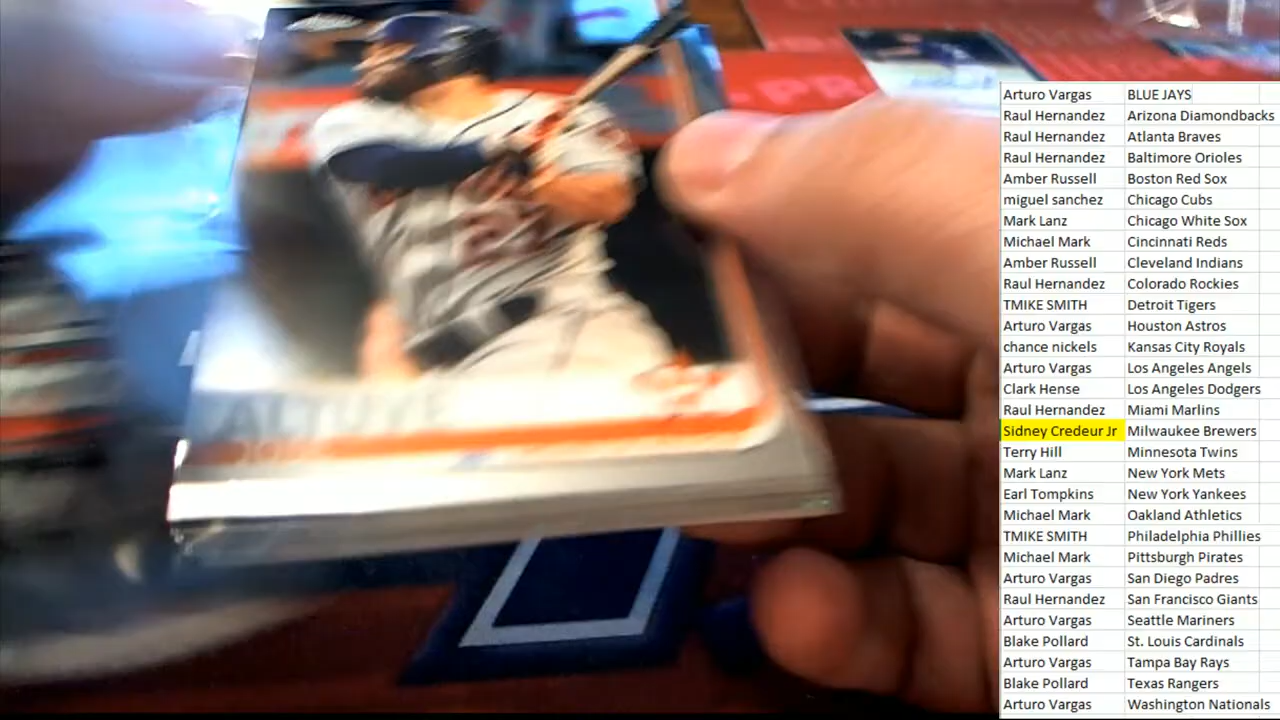 Arturo Vargas BLUE JAYS
Raul Hernandez Arizona Diamondbacks
Raul Hernandez Atlanta Braves
Raul Hernandez Baltimore Orioles
Amber Russell Boston Red Sox
miguel sanchez Chicago Cubs
Mark Lanz Chicago White Sox
Michael Mark Cincinnati Reds
Amber Russell Cleveland Indians
Raul Hernandez Colorado Rockies
TMIKE SMITH Detroit Tigers
Arturo Vargas Houston Astros
chance nickels Kansas City Royals
Arturo Vargas Los Angeles Angels
Clark Hense Los Angeles Dodgers
Raul Hernandez Miami Marlins
Sidney Credeur Jr Milwaukee Brewers
Terry Hill Minnesota Twins
Mark Lanz New York Mets
Earl Tompkins New York Yankees
Michael Mark Oakland Athletics
TMIKE SMITH Philadelphia Phillies
Michael Mark Pittsburgh Pirates
Arturo Vargas San Diego Padres
Raul Hernandez San Francisco Giants
Arturo Vargas Seattle Mariners
Blake Pollard St. Louis Cardinals
Arturo Vargas Tampa Bay Rays
Blake Pollard Texas Rangers
Arturo Vargas Washington Nationals